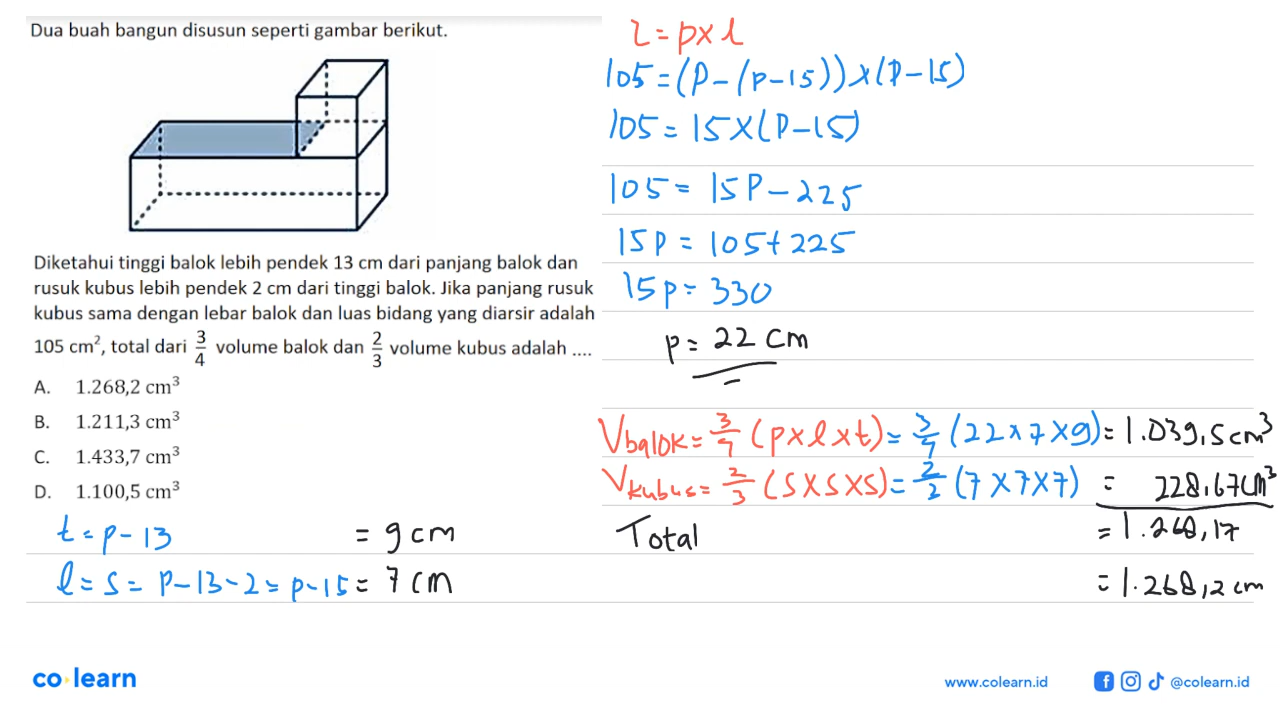 Dua buah bangun disusun seperti gambar berikut.
Diketahui tinggi balok lebih pendek 13 cm dari panjang balok dan
rusuk kubus lebih pendek 2 cm dari tinggi balok. Jika panjang rusuk
kubus sama dengan lebar balok dan luas bidang yang diarsir adalah
105 cm², total dari 3/4 volume balok dan 2/3 volume kubus adalah ....
A. 1.268,2 cm³
B. 1.211,3 cm³
C. 1.433,7 cm³
D. 1.100,5 cm³
t = p - 13 = 9 cm
l = s = p - 13 - 2 = p - 15 = 7 cm
L = p x l
105 = (p - (p - 15)) x (p - 15)
105 = 15 x (p - 15)
105 = 15p - 225
15p = 105 + 225
15p = 330
p = 22 cm
V balok = 3/4 (p x l x t) = 3/4 (22 x 7 x 9) = 1.039,5 cm³
V kubus = 2/3 (s x s x s) = 2/3 (7 x 7 x 7) = 228,67 cm³
Total = 1.268,17
= 1.268,2 cm
co learn
www.colearn.id
@colearn.id